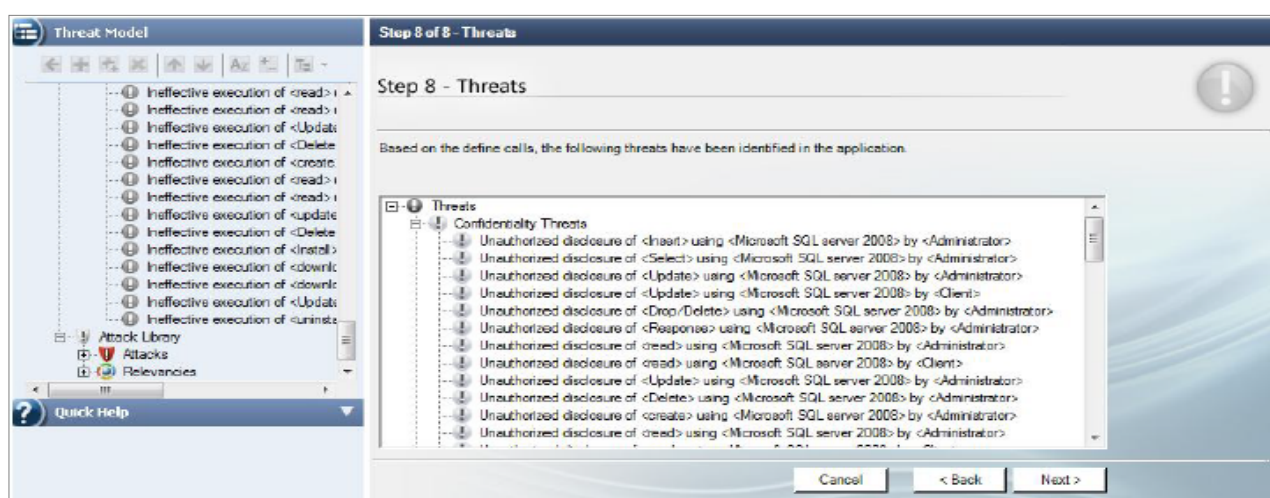 Threat Model
Ineffective execution of <read>
Ineffective execution of <read>
Ineffective execution of <Update
Ineffective execution of <Delete
Ineffective execution of <create
Ineffective execution of <read>
Ineffective execution of <read>
Ineffective execution of <update
Ineffective execution of <Delete
Ineffective execution of <Install>
Ineffective execution of <downlc
Ineffective execution of <downlc
Ineffective execution of <Update
Ineffective execution of <uninsta
Attack Library
Attacks
Relevancies
Quick Help
Step 8 of 8 - Threats
Step 8 - Threats
Based on the define calls, the following threats have been identified in the application.
Threats
Confidentiality Threats
Unauthorized disclosure of <Insert> using <Microsoft SQL server 2008> by <Administrator>
Unauthorized disclosure of <Select> using <Microsoft SQL server 2008> by <Administrator>
Unauthorized disclosure of <Update> using <Microsoft SQL server 2008> by <Administrator>
Unauthorized disclosure of <Update> using <Microsoft SQL server 2008> by <Client>
Unauthorized disclosure of <Drop/Delete> using <Microsoft SQL server 2008> by <Administrator>
Unauthorized disclosure of <Response> using <Microsoft SQL server 2008> by <Administrator>
Unauthorized disclosure of <read> using <Microsoft SQL server 2008> by <Administrator>
Unauthorized disclosure of <read> using <Microsoft SQL server 2008> by <Client>
Unauthorized disclosure of <Update> using <Microsoft SQL server 2008> by <Administrator>
Unauthorized disclosure of <Delete> using <Microsoft SQL server 2008> by <Administrator>
Unauthorized disclosure of <create> using <Microsoft SQL server 2008> by <Administrator>
Unauthorized disclosure of <read> using <Microsoft SQL server 2008> by <Administrator>
Cancel
< Back
Next >